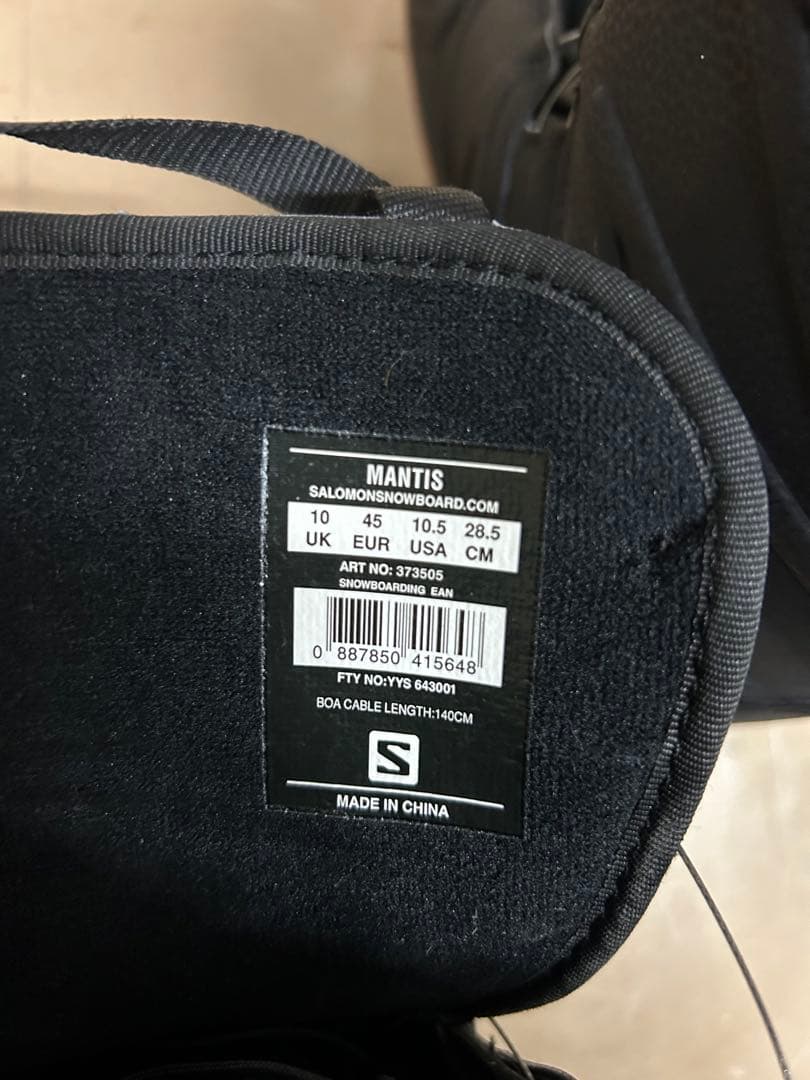 MANTIS
SALOMONSNOWBOARD.COM
10 45 10.5 28.5
UK EUR USA CM
ART NO: 373505
SNOWBOARDING EAN
0 887850 415648
FTY NO:YYS 643001
BOA CABLE LENGTH:140CM
S
MADE IN CHINA